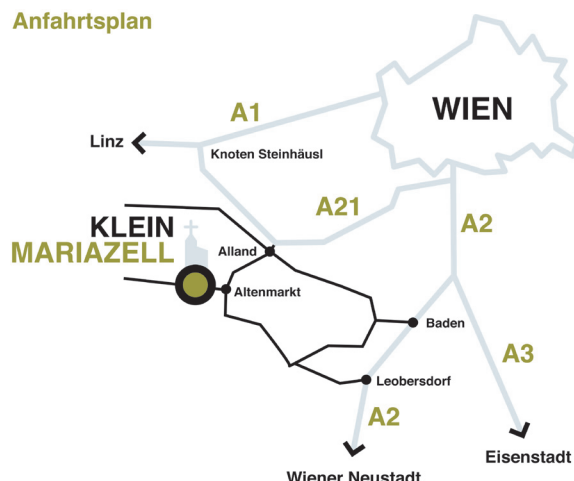 Anfahrtsplan
WIEN
A1
Linz
Knoten Steinhäusl
A21
A2
KLEIN
MARIAZELL
Alland
Altenmarkt
Baden
A3
Leobersdorf
A2
Eisenstadt
Wiener Neustadt